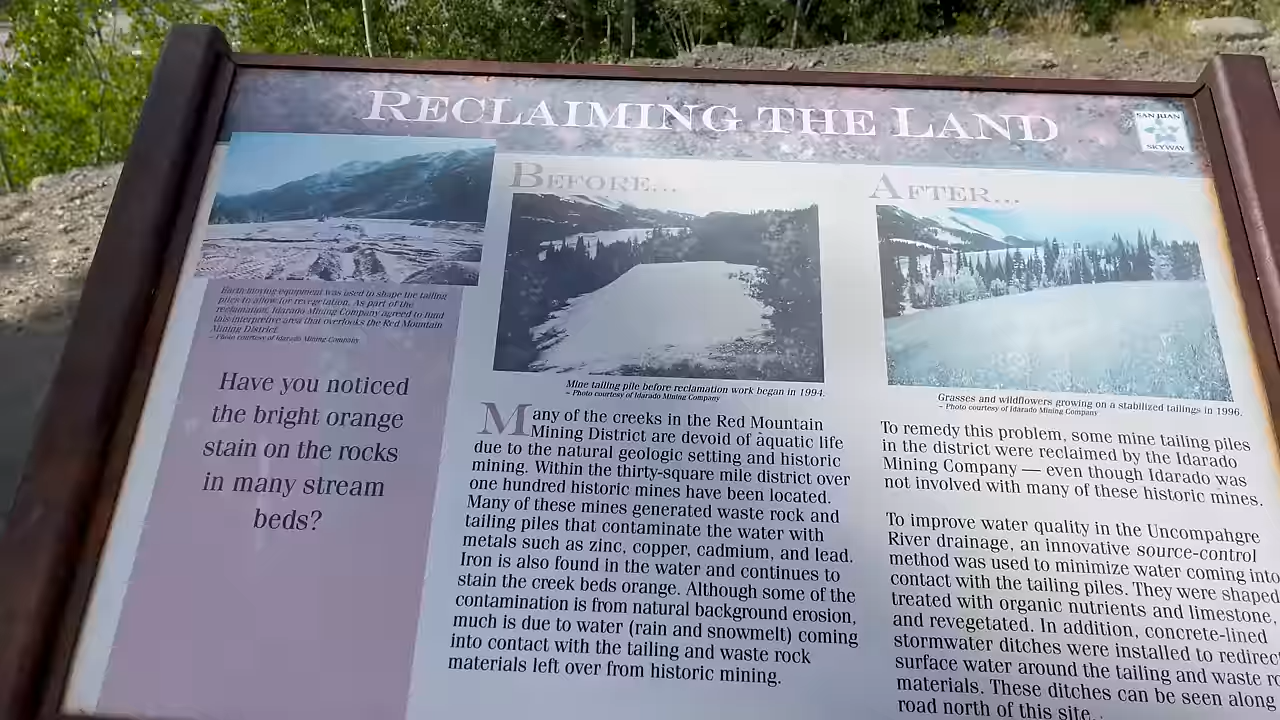 RECLAIMING THE LAND
SAN JUAN
SKYWAY
Earth-moving equipment was used to shape the tailing
piles to allow for revegetation. As part of the
reclamation, Idarado Mining Company agreed to fund
this interpretive area that overlooks the Red Mountain
Mining District.
– Photo courtesy of Idarado Mining Company
Have you noticed
the bright orange
stain on the rocks
in many stream
beds?
BEFORE...
Mine tailing pile before reclamation work began in 1994.
– Photo courtesy of Idarado Mining Company
Many of the creeks in the Red Mountain
Mining District are devoid of aquatic life
due to the natural geologic setting and historic
mining. Within the thirty-square mile district over
one hundred historic mines have been located.
Many of these mines generated waste rock and
tailing piles that contaminate the water with
metals such as zinc, copper, cadmium, and lead.
Iron is also found in the water and continues to
stain the creek beds orange. Although some of the
contamination is from natural background erosion,
much is due to water (rain and snowmelt) coming
into contact with the tailing and waste rock
materials left over from historic mining.
AFTER...
Grasses and wildflowers growing on a stabilized tailings in 1996.
– Photo courtesy of Idarado Mining Company
To remedy this problem, some mine tailing piles
in the district were reclaimed by the Idarado
Mining Company — even though Idarado was
not involved with many of these historic mines.
To improve water quality in the Uncompahgre
River drainage, an innovative source-control
method was used to minimize water coming into
contact with the tailing piles. They were shaped,
treated with organic nutrients and limestone,
and revegetated. In addition, concrete-lined
stormwater ditches were installed to redirec
surface water around the tailing and waste ro
materials. These ditches can be seen along
road north of this site.